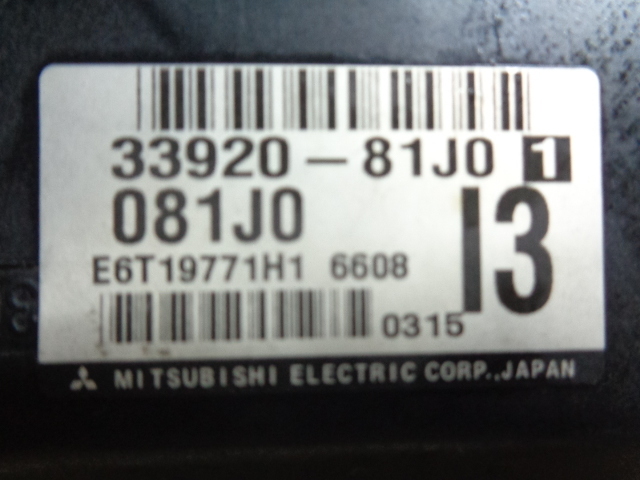 33920-81J0 1
081J0
I3
E6T19771H1 6608
0315
MITSUBISHI ELECTRIC CORP.,JAPAN